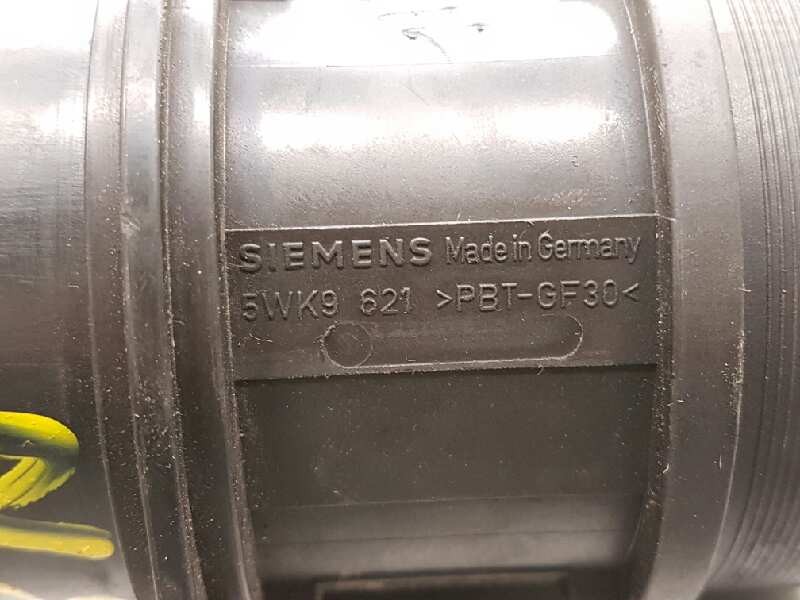 SIEMENS Made in Germany
5WK9 621 >PBT-GF30<